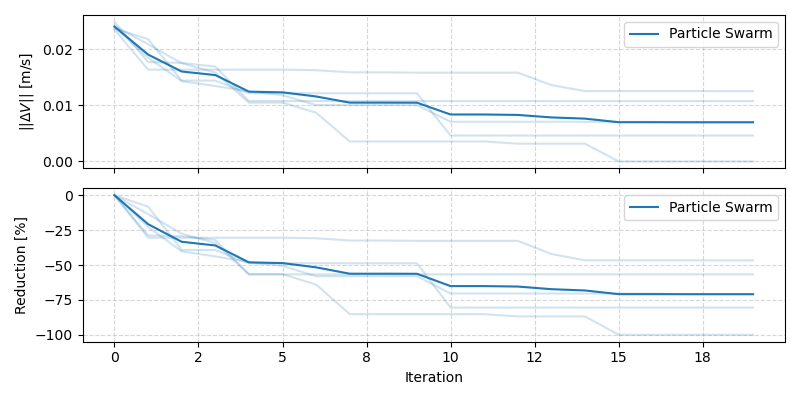 ||ΔV|| [m/s]
0.02
0.01
0.00
Particle Swarm
Reduction [%]
0
−25
−50
−75
−100
Particle Swarm
0 2 5 8 10 12 15 18
Iteration